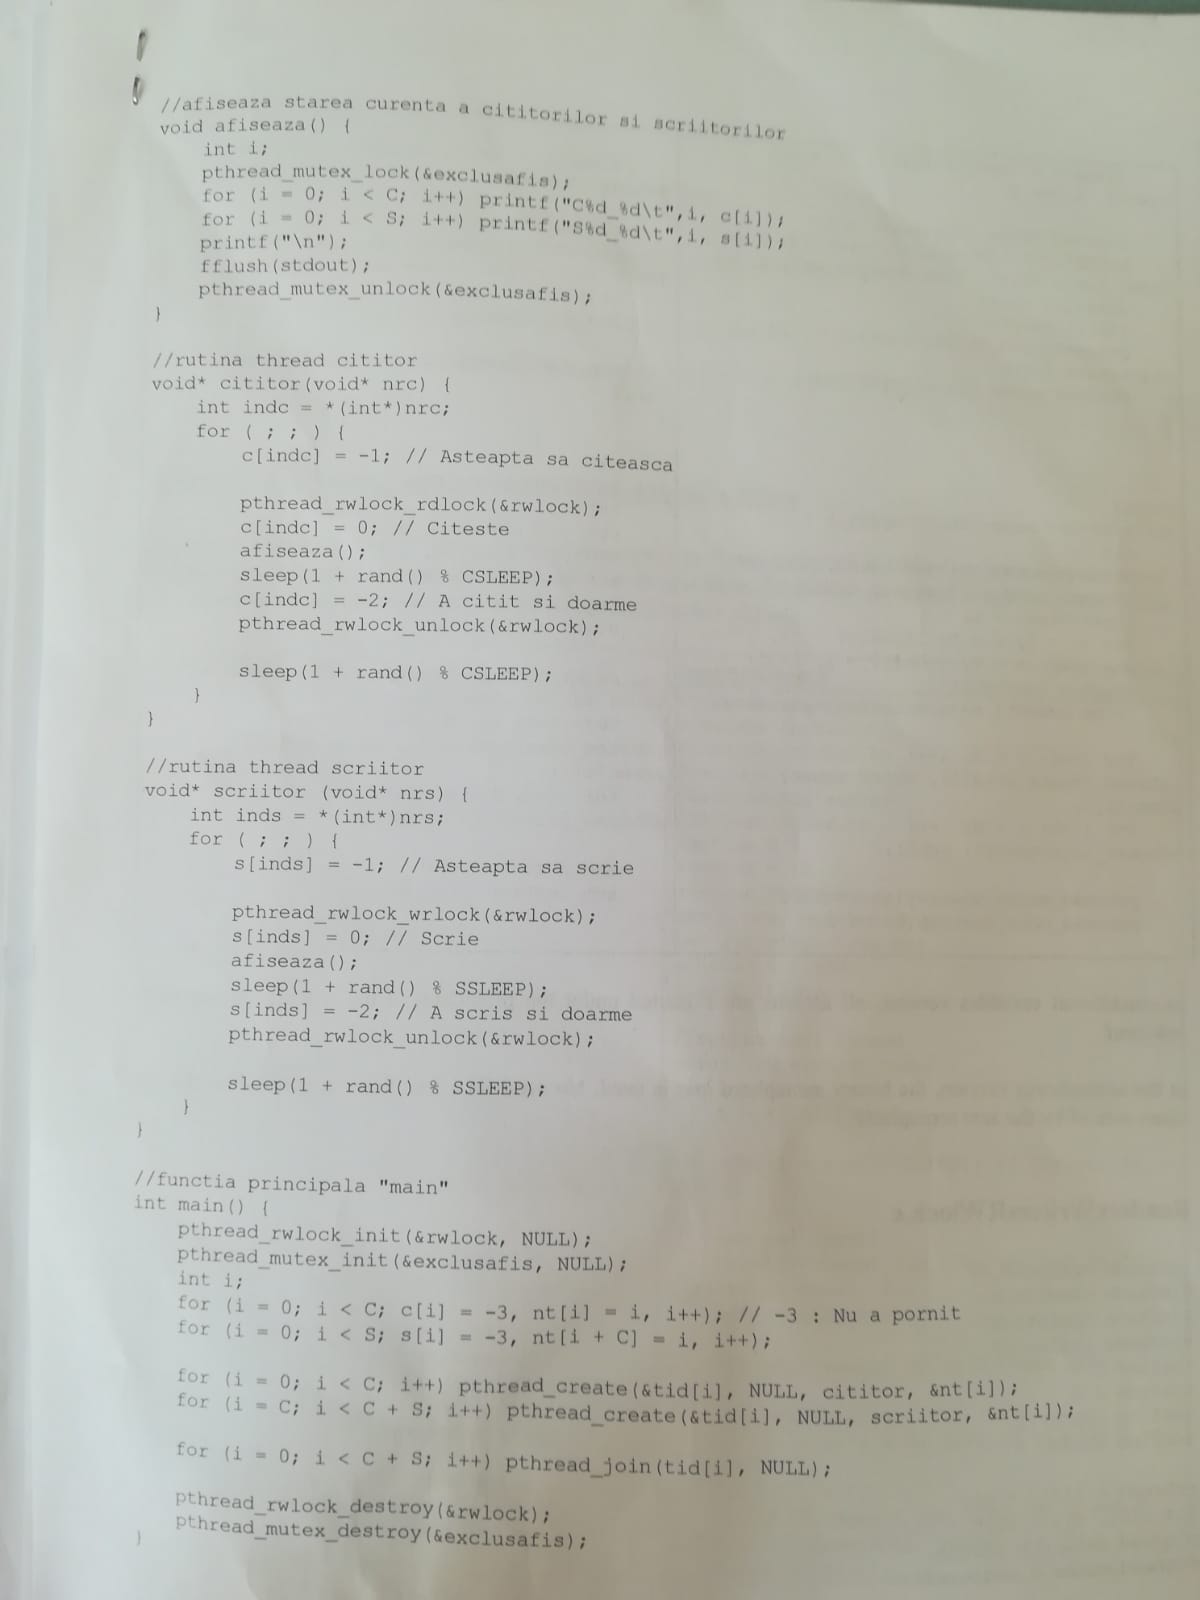 //afiseaza starea curenta a cititorilor si scriitorilor
void afiseaza() {
    int i;
    pthread_mutex_lock(&exclusafis);
    for (i = 0; i < C; i++) printf("C%d_%d\t",i, c[i]);
    for (i = 0; i < S; i++) printf("S%d_%d\t",i, s[i]);
    printf("\n");
    fflush(stdout);
    pthread_mutex_unlock(&exclusafis);
}

//rutina thread cititor
void* cititor(void* nrc) {
    int indc = *(int*)nrc;
    for ( ; ; ) {
        c[indc] = -1; // Asteapta sa citeasca

        pthread_rwlock_rdlock(&rwlock);
        c[indc] = 0; // Citeste
        afiseaza();
        sleep(1 + rand() % CSLEEP);
        c[indc] = -2; // A citit si doarme
        pthread_rwlock_unlock(&rwlock);

        sleep(1 + rand() % CSLEEP);
    }
}

//rutina thread scriitor
void* scriitor (void* nrs) {
    int inds = *(int*)nrs;
    for ( ; ; ) {
        s[inds] = -1; // Asteapta sa scrie

        pthread_rwlock_wrlock(&rwlock);
        s[inds] = 0; // Scrie
        afiseaza();
        sleep(1 + rand() % SSLEEP);
        s[inds] = -2; // A scris si doarme
        pthread_rwlock_unlock(&rwlock);

        sleep(1 + rand() % SSLEEP);
    }
}

//functia principala "main"
int main() {
    pthread_rwlock_init(&rwlock, NULL);
    pthread_mutex_init(&exclusafis, NULL);
    int i;
    for (i = 0; i < C; c[i] = -3, nt[i] = i, i++); // -3 : Nu a pornit
    for (i = 0; i < S; s[i] = -3, nt[i + C] = i, i++);

    for (i = 0; i < C; i++) pthread_create(&tid[i], NULL, cititor, &nt[i]);
    for (i = C; i < C + S; i++) pthread_create(&tid[i], NULL, scriitor, &nt[i]);

    for (i = 0; i < C + S; i++) pthread_join(tid[i], NULL);

    pthread_rwlock_destroy(&rwlock);
    pthread_mutex_destroy(&exclusafis);
}